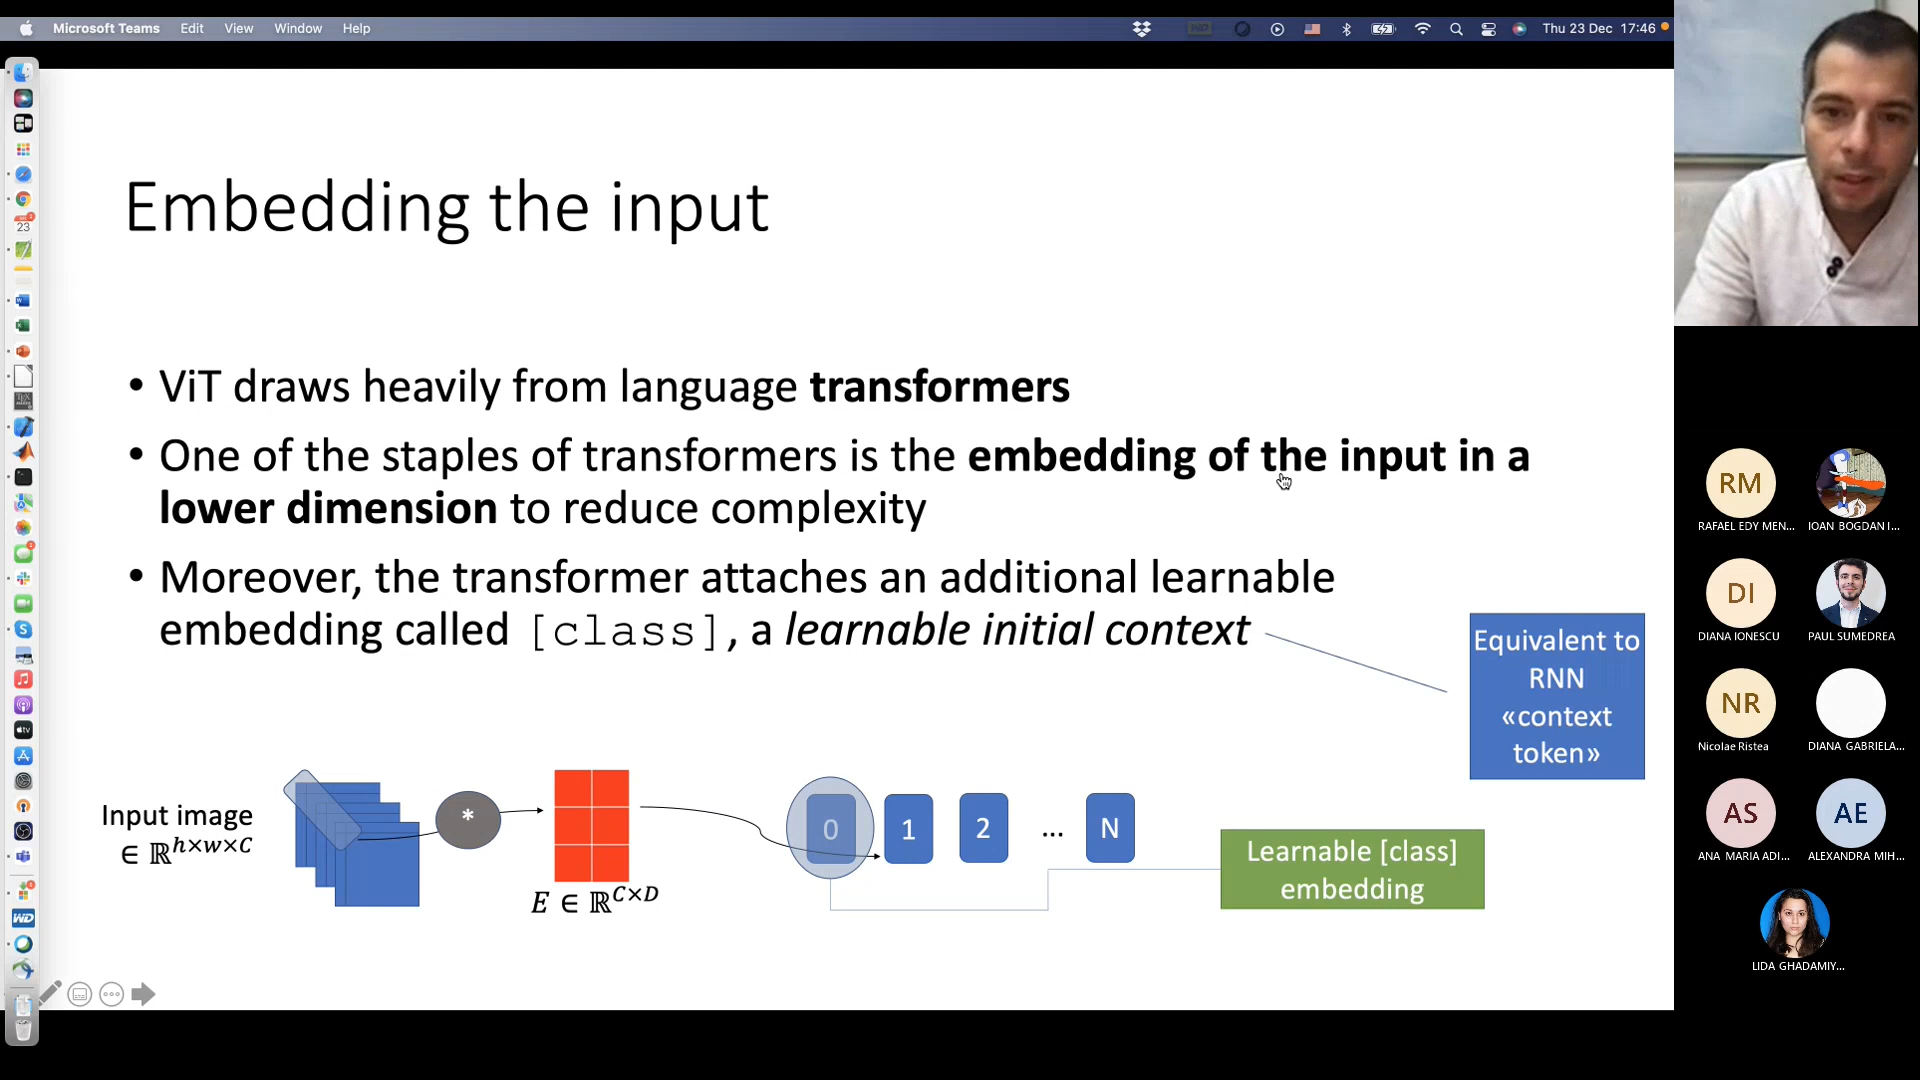 Microsoft Teams Edit View Window Help
Thu 23 Dec 17:46
23
Embedding the input
• ViT draws heavily from language transformers
• One of the staples of transformers is the embedding of the input in a
lower dimension to reduce complexity
• Moreover, the transformer attaches an additional learnable
embedding called [class], a learnable initial context
Equivalent to
RNN
«context
token»
Input image
∈ ℝ^{h×w×C}
*
E ∈ ℝ^{C×D}
0 1 2 ... N
Learnable [class]
embedding
RM
RAFAEL EDY MEN...
IOAN BOGDAN I...
DI
DIANA IONESCU
PAUL SUMEDREA
NR
Nicolae Ristea
DIANA GABRIELA...
AS
ANA MARIA ADI...
AE
ALEXANDRA MIH...
LIDA GHADAMIY...
WD
tv